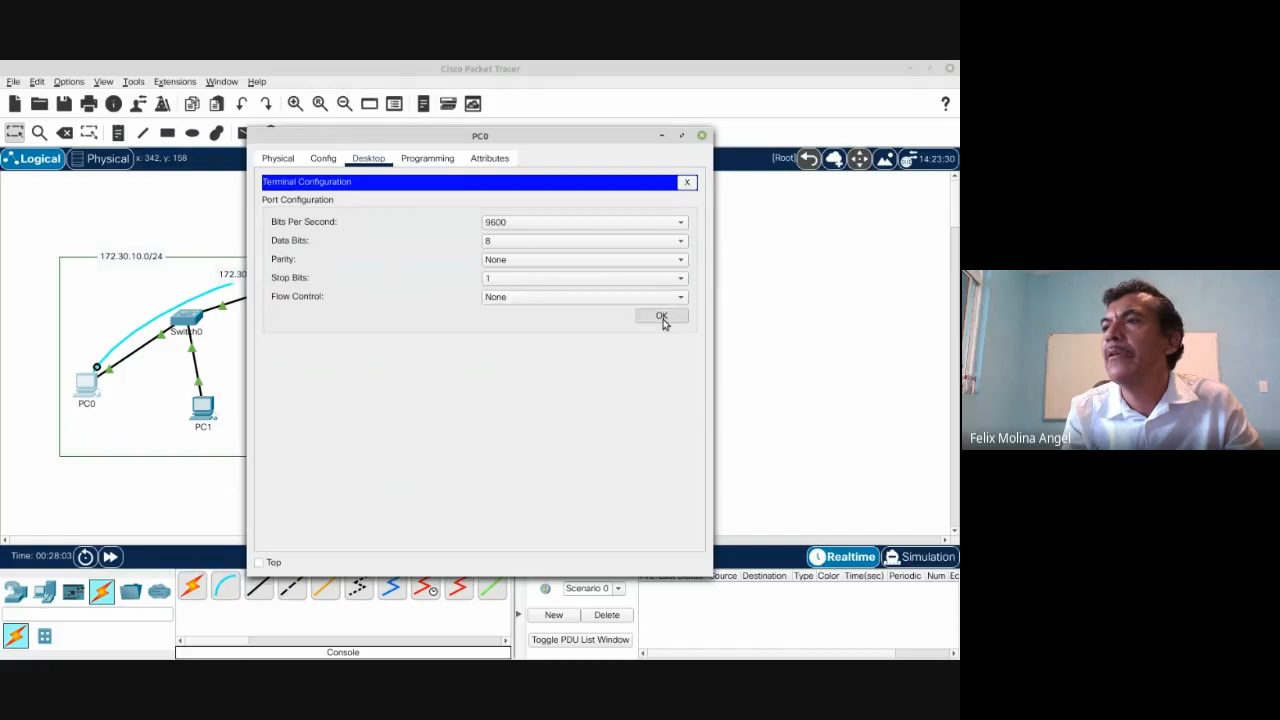 Cisco Packet Tracer
File Edit Options View Tools Extensions Window Help
?
PC0
Logical Physical x: 342, y: 158
[Root] 14:23:30
Physical Config Desktop Programming Attributes
Terminal Configuration X
Port Configuration
Bits Per Second: 9600
Data Bits: 8
Parity: None
Stop Bits: 1
Flow Control: None
OK
172.30.10.0/24
172.30
Switch0
PC0
PC1
Felix Molina Angel
Time: 00:28:03
Realtime Simulation
Top
Source Destination Type Color Time(sec) Periodic Num
Scenario 0
New Delete
Toggle PDU List Window
Console